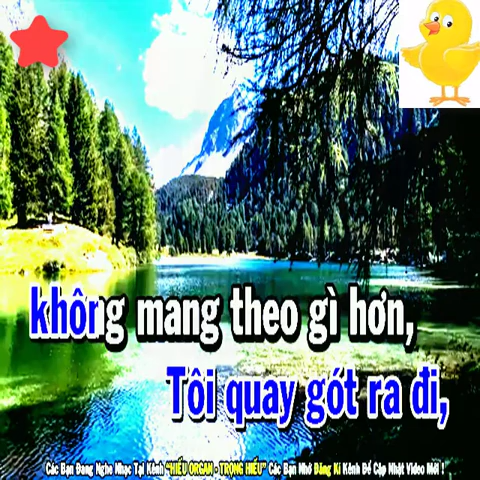 không mang theo gì hơn,
Tôi quay gót ra đi,
Các Bạn Đang Nghe Nhạc Tại Kênh "HIẾU ORGAN - TRỌNG HIẾU" Các Bạn Nhớ Đăng Kí Kênh Để Cập Nhật Video Mới !